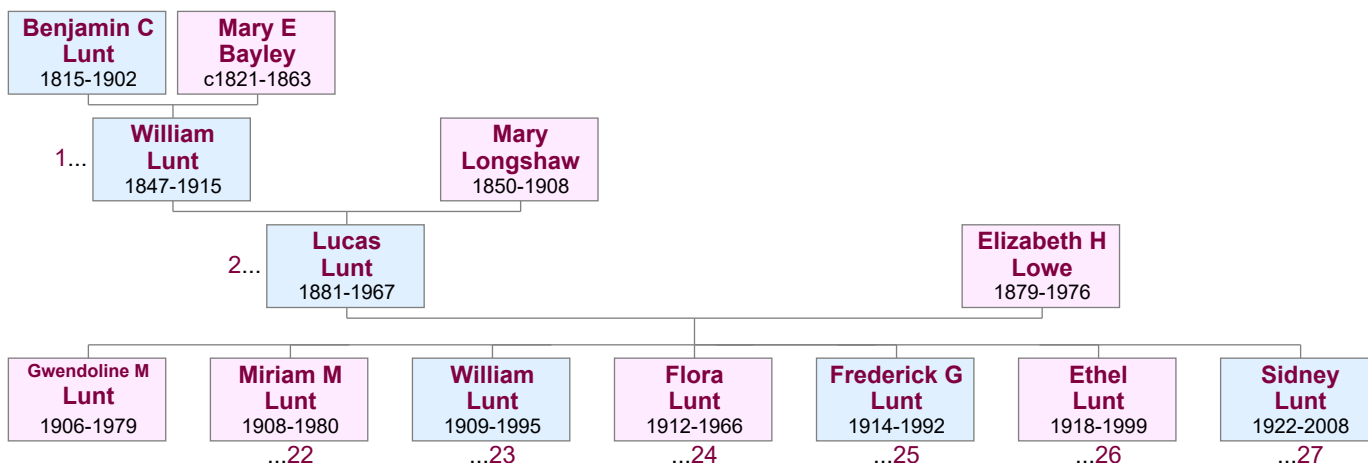 Benjamin C
Lunt
1815-1902
Mary E
Bayley
c1821-1863
1...
William
Lunt
1847-1915
Mary
Longshaw
1850-1908
2...
Lucas
Lunt
1881-1967
Elizabeth H
Lowe
1879-1976
Gwendoline M
Lunt
1906-1979
Miriam M
Lunt
1908-1980
...22
William
Lunt
1909-1995
...23
Flora
Lunt
1912-1966
...24
Frederick G
Lunt
1914-1992
...25
Ethel
Lunt
1918-1999
...26
Sidney
Lunt
1922-2008
...27